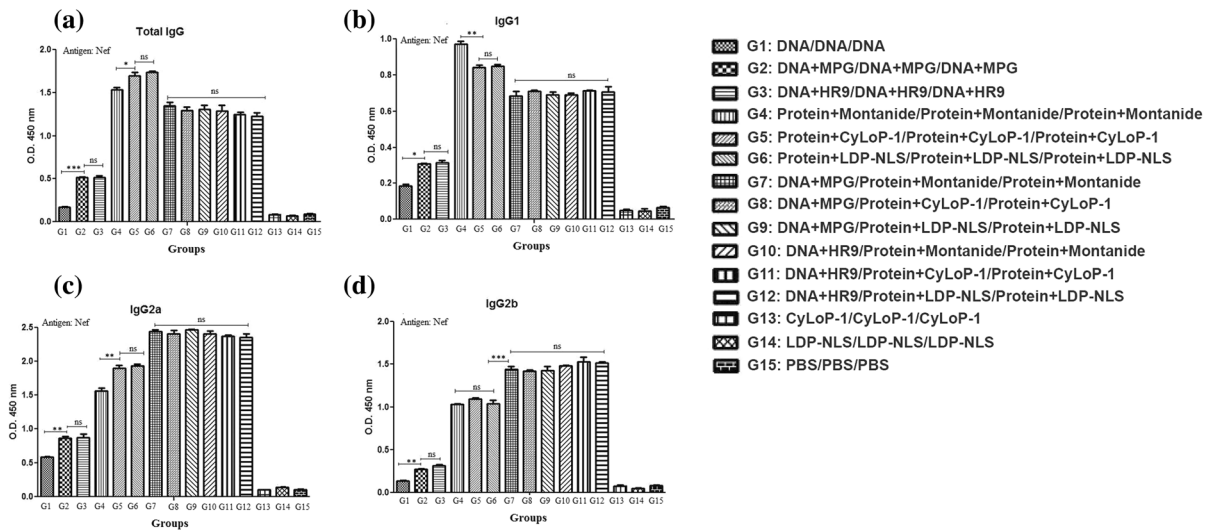 (a)
Total IgG
Antigen: Nef
O.D. 450 nm
2.0
1.5
1.0
0.5
0.0
***
ns
*
ns
ns
G1 G2 G3 G4 G5 G6 G7 G8 G9 G10 G11 G12 G13 G14 G15
Groups
(b)
IgG1
Antigen: Nef
O.D. 450 nm
1.0
0.8
0.6
0.4
0.2
0.0
*
ns
**
ns
ns
G1 G2 G3 G4 G5 G6 G7 G8 G9 G10 G11 G12 G13 G14 G15
Groups
(c)
IgG2a
Antigen: Nef
O.D. 450 nm
2.5
2.0
1.5
1.0
0.5
0.0
**
ns
**
ns
ns
G1 G2 G3 G4 G5 G6 G7 G8 G9 G10 G11 G12 G13 G14 G15
Groups
(d)
IgG2b
Antigen: Nef
O.D. 450 nm
2.0
1.5
1.0
0.5
0.0
**
ns
ns
***
ns
G1 G2 G3 G4 G5 G6 G7 G8 G9 G10 G11 G12 G13 G14 G15
Groups
G1: DNA/DNA/DNA
G2: DNA+MPG/DNA+MPG/DNA+MPG
G3: DNA+HR9/DNA+HR9/DNA+HR9
G4: Protein+Montanide/Protein+Montanide/Protein+Montanide
G5: Protein+CyLoP-1/Protein+CyLoP-1/Protein+CyLoP-1
G6: Protein+LDP-NLS/Protein+LDP-NLS/Protein+LDP-NLS
G7: DNA+MPG/Protein+Montanide/Protein+Montanide
G8: DNA+MPG/Protein+CyLoP-1/Protein+CyLoP-1
G9: DNA+MPG/Protein+LDP-NLS/Protein+LDP-NLS
G10: DNA+HR9/Protein+Montanide/Protein+Montanide
G11: DNA+HR9/Protein+CyLoP-1/Protein+CyLoP-1
G12: DNA+HR9/Protein+LDP-NLS/Protein+LDP-NLS
G13: CyLoP-1/CyLoP-1/CyLoP-1
G14: LDP-NLS/LDP-NLS/LDP-NLS
G15: PBS/PBS/PBS